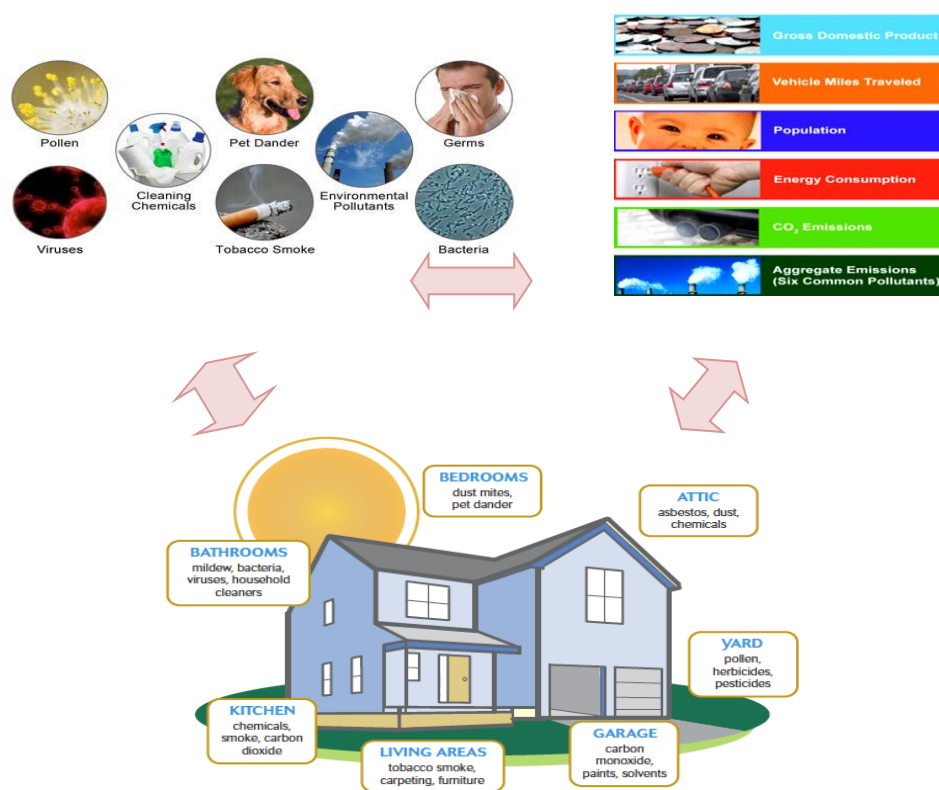 Pollen
Pet Dander
Germs
Cleaning
Chemicals
Environmental
Pollutants
Viruses
Tobacco Smoke
Bacteria
Gross Domestic Product
Vehicle Miles Traveled
Population
Energy Consumption
CO₂ Emissions
Aggregate Emissions
(Six Common Pollutants)
BEDROOMS
dust mites,
pet dander
ATTIC
asbestos, dust,
chemicals
BATHROOMS
mildew, bacteria,
viruses, household
cleaners
YARD
pollen,
herbicides,
pesticides
KITCHEN
chemicals,
smoke, carbon
dioxide
LIVING AREAS
tobacco smoke,
carpeting, furniture
GARAGE
carbon
monoxide,
paints, solvents